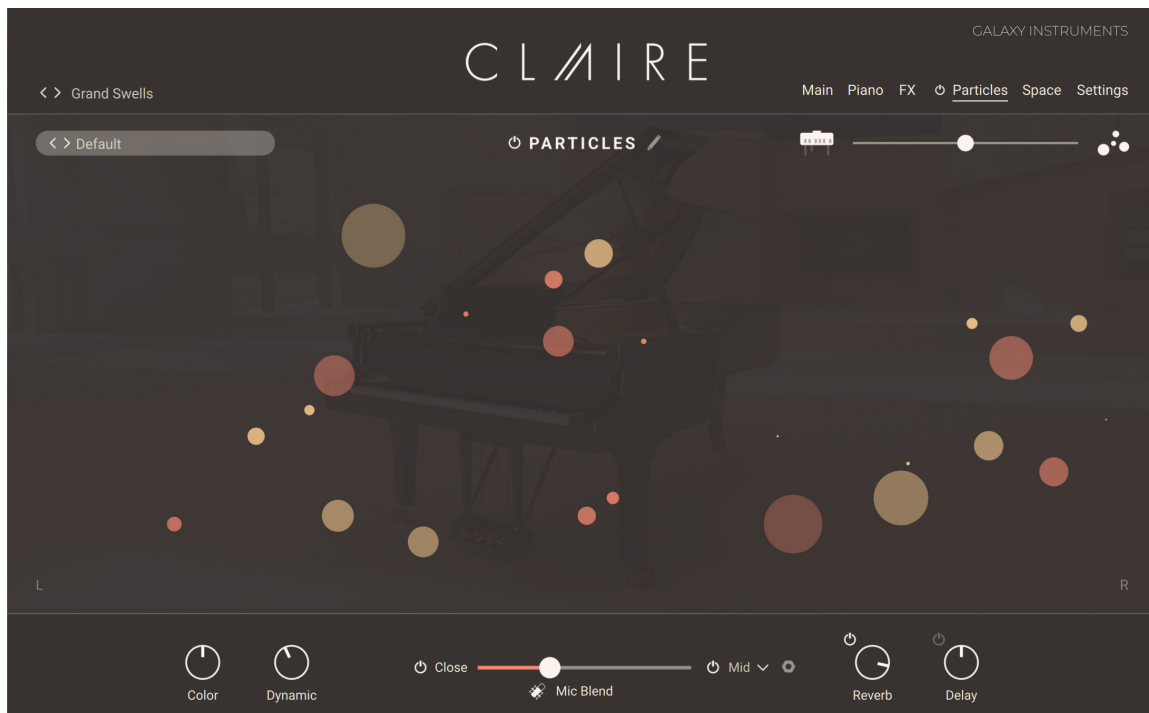 GALAXY INSTRUMENTS
CLAIRE
Grand Swells
Main Piano FX Particles Space Settings
Default
PARTICLES
L R
Close Mid
Mic Blend
Color Dynamic Reverb Delay